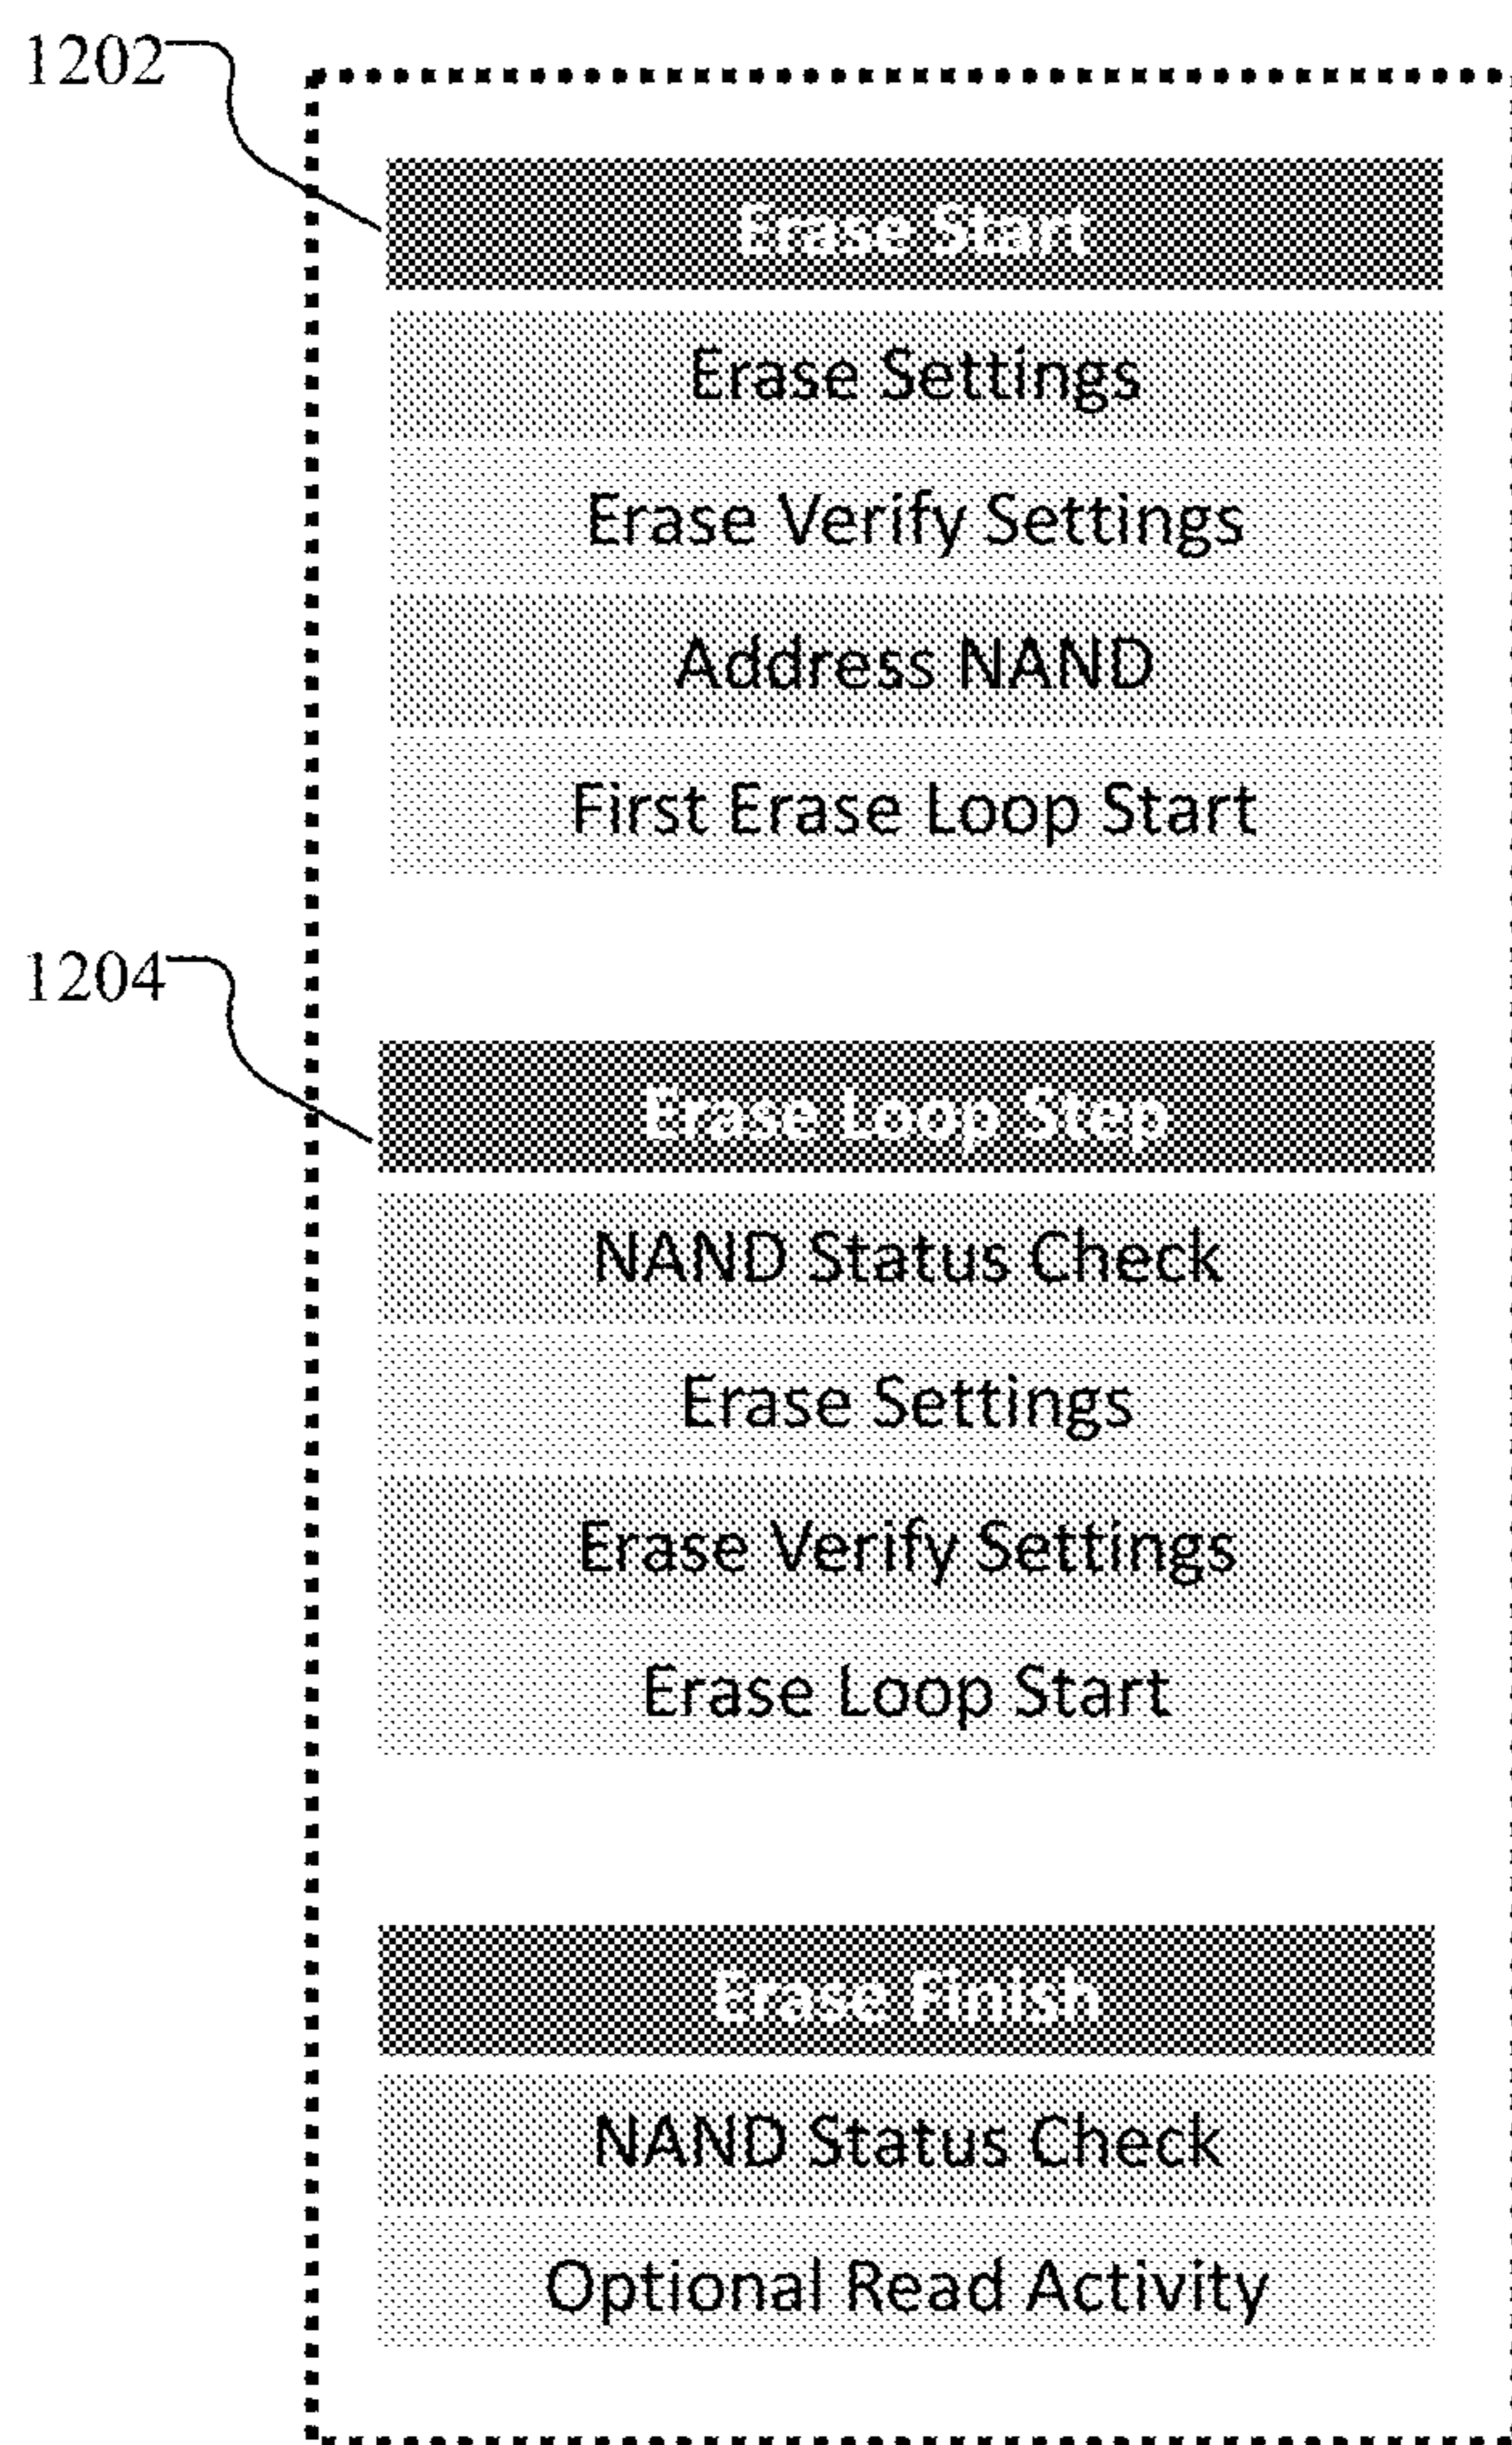 1202
Erase Start
Erase Settings
Erase Verify Settings
Address NAND
First Erase Loop Start
1204
Erase Loop Step
NAND Status Check
Erase Settings
Erase Verify Settings
Erase Loop Start
Erase Finish
NAND Status Check
Optional Read Activity